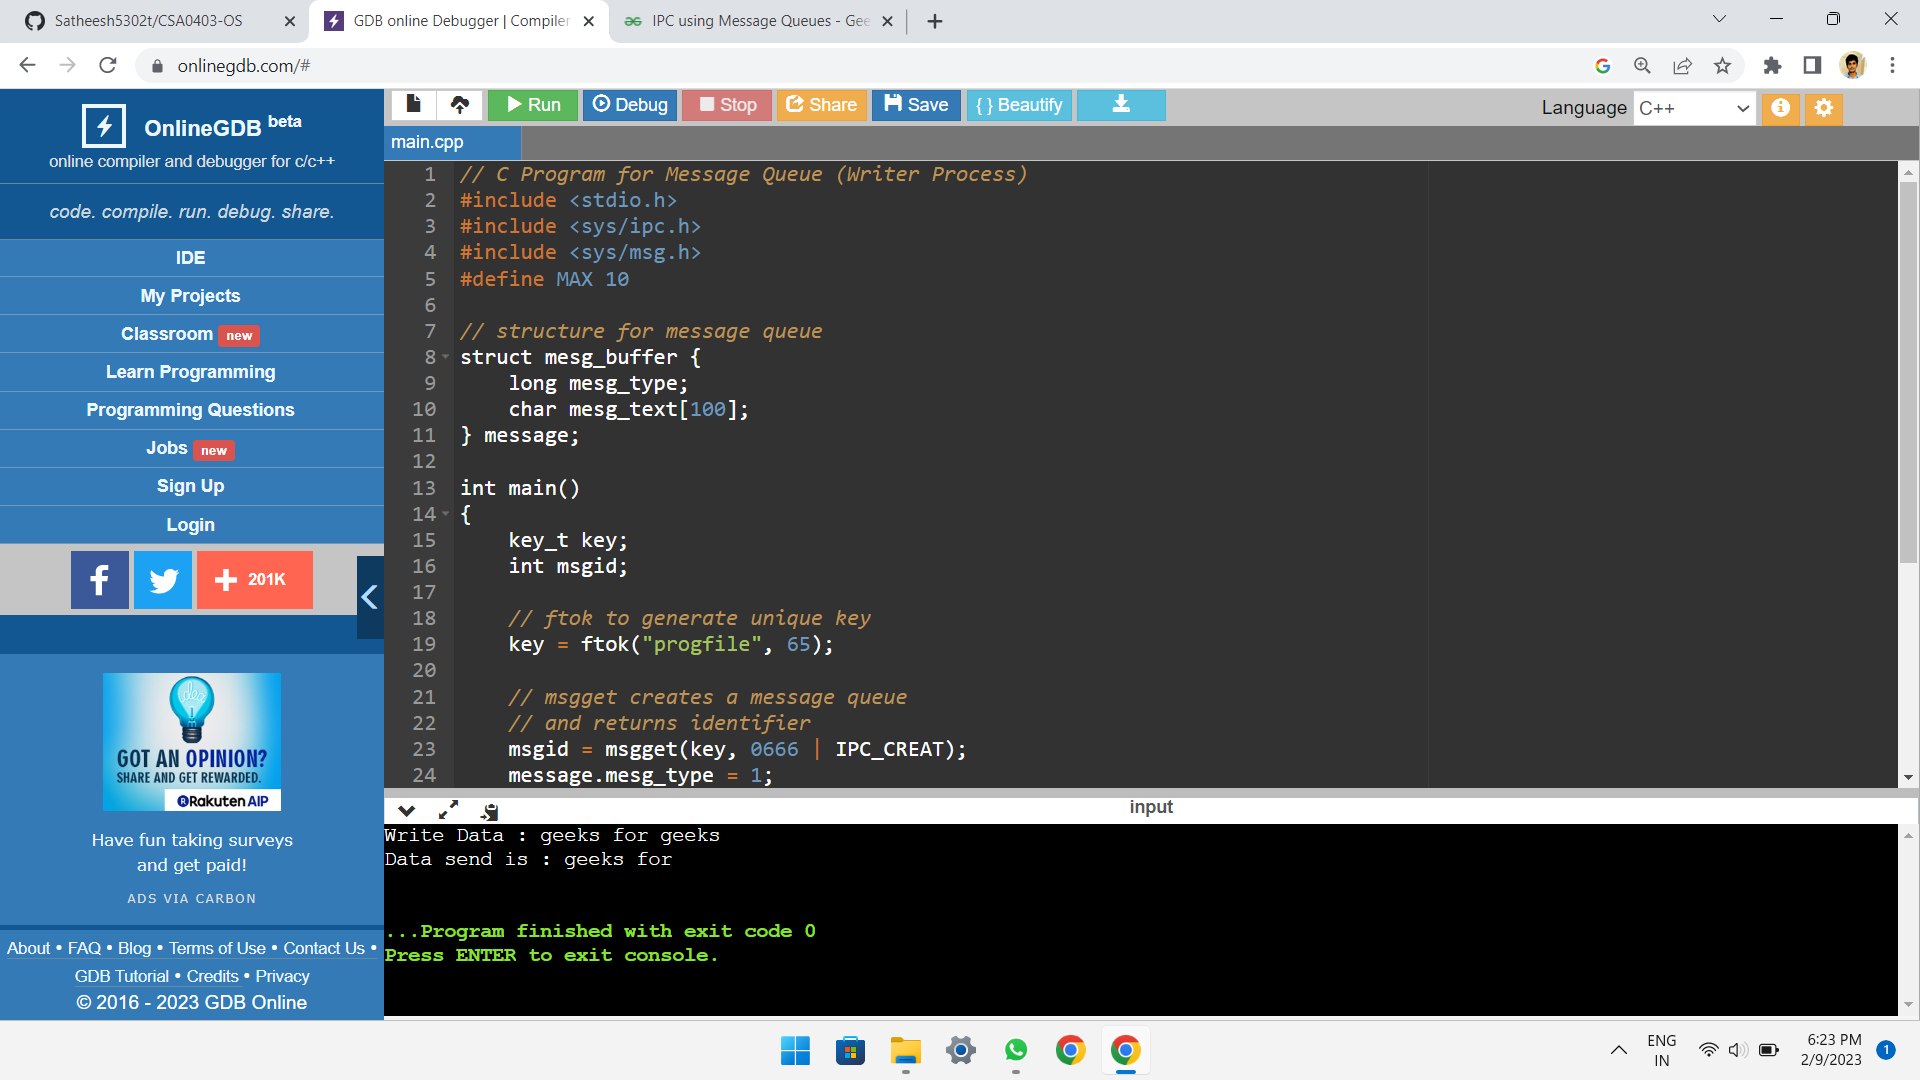 Satheesh5302t/CSA0403-OS
GDB online Debugger | Compiler
IPC using Message Queues - Gee
onlinegdb.com/#
OnlineGDB beta
online compiler and debugger for c/c++
code. compile. run. debug. share.
IDE
My Projects
Classroom new
Learn Programming
Programming Questions
Jobs new
Sign Up
Login
f
+ 201K
idea
GOT AN OPINION?
SHARE AND GET REWARDED.
Rakuten AIP
Have fun taking surveys
and get paid!
ADS VIA CARBON
About • FAQ • Blog • Terms of Use • Contact Us •
GDB Tutorial • Credits • Privacy
© 2016 - 2023 GDB Online
Run Debug Stop Share Save { } Beautify
Language C++
main.cpp
1 // C Program for Message Queue (Writer Process)
2 #include <stdio.h>
3 #include <sys/ipc.h>
4 #include <sys/msg.h>
5 #define MAX 10
6
7 // structure for message queue
8 struct mesg_buffer {
9 long mesg_type;
10 char mesg_text[100];
11 } message;
12
13 int main()
14 {
15 key_t key;
16 int msgid;
17
18 // ftok to generate unique key
19 key = ftok("progfile", 65);
20
21 // msgget creates a message queue
22 // and returns identifier
23 msgid = msgget(key, 0666 | IPC_CREAT);
24 message.mesg_type = 1;
input
Write Data : geeks for geeks
Data send is : geeks for
...Program finished with exit code 0
Press ENTER to exit console.
ENG
IN
6:23 PM
2/9/2023
1